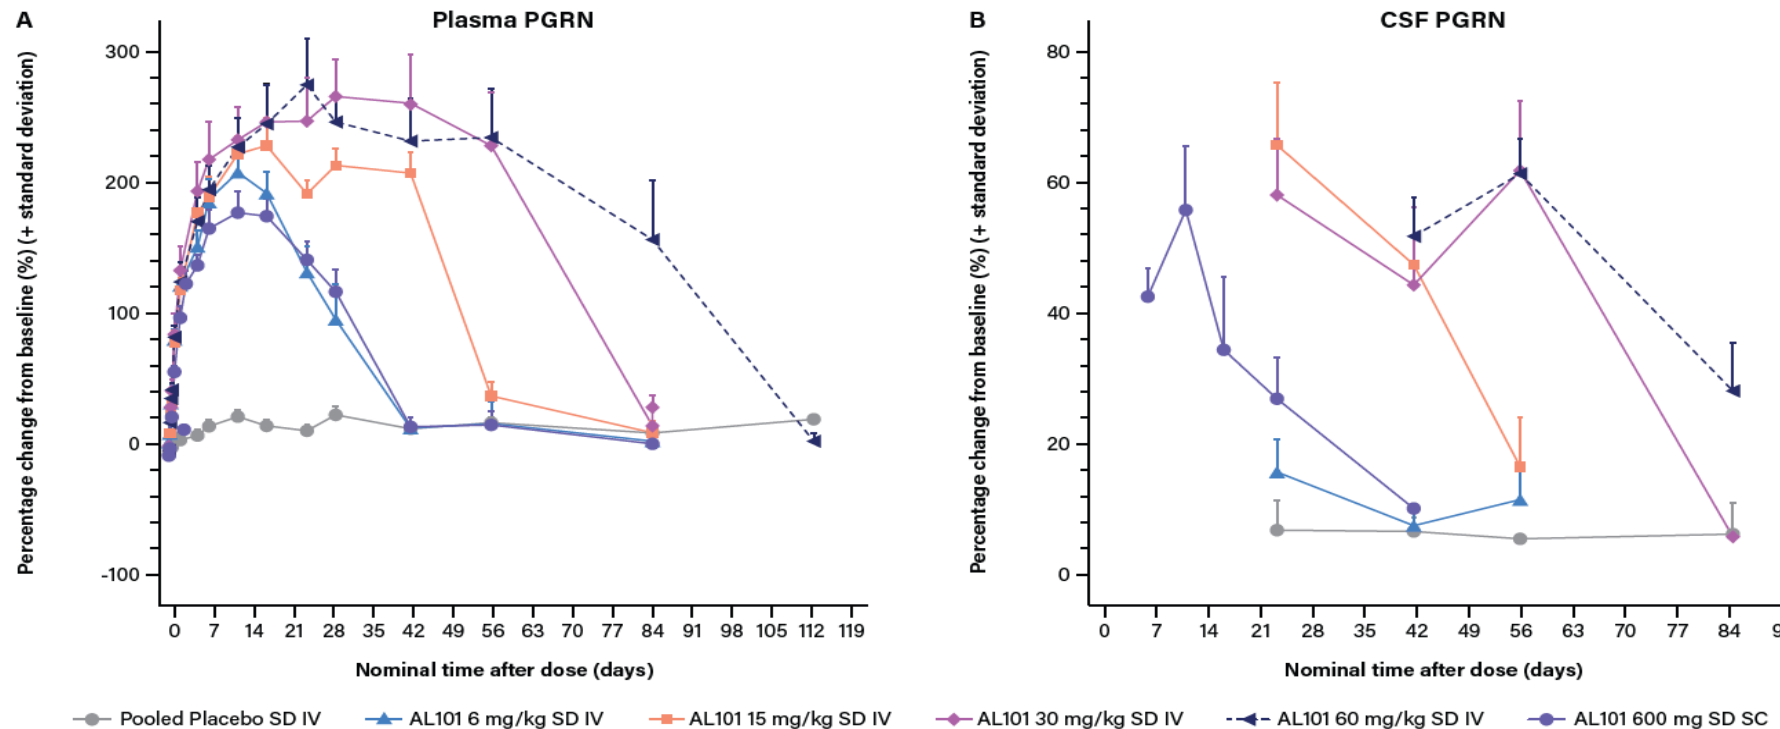 A
Plasma PGRN
Percentage change from baseline (%) (+ standard deviation)
300
200
100
0
-100
0 7 14 21 28 35 42 49 56 63 70 77 84 91 98 105 112 119
Nominal time after dose (days)
B
CSF PGRN
Percentage change from baseline (%) (+ standard deviation)
80
60
40
20
0
0 7 14 21 28 35 42 49 56 63 70 77 84 9
Nominal time after dose (days)
Pooled Placebo SD IV AL101 6 mg/kg SD IV AL101 15 mg/kg SD IV AL101 30 mg/kg SD IV AL101 60 mg/kg SD IV AL101 600 mg SD SC